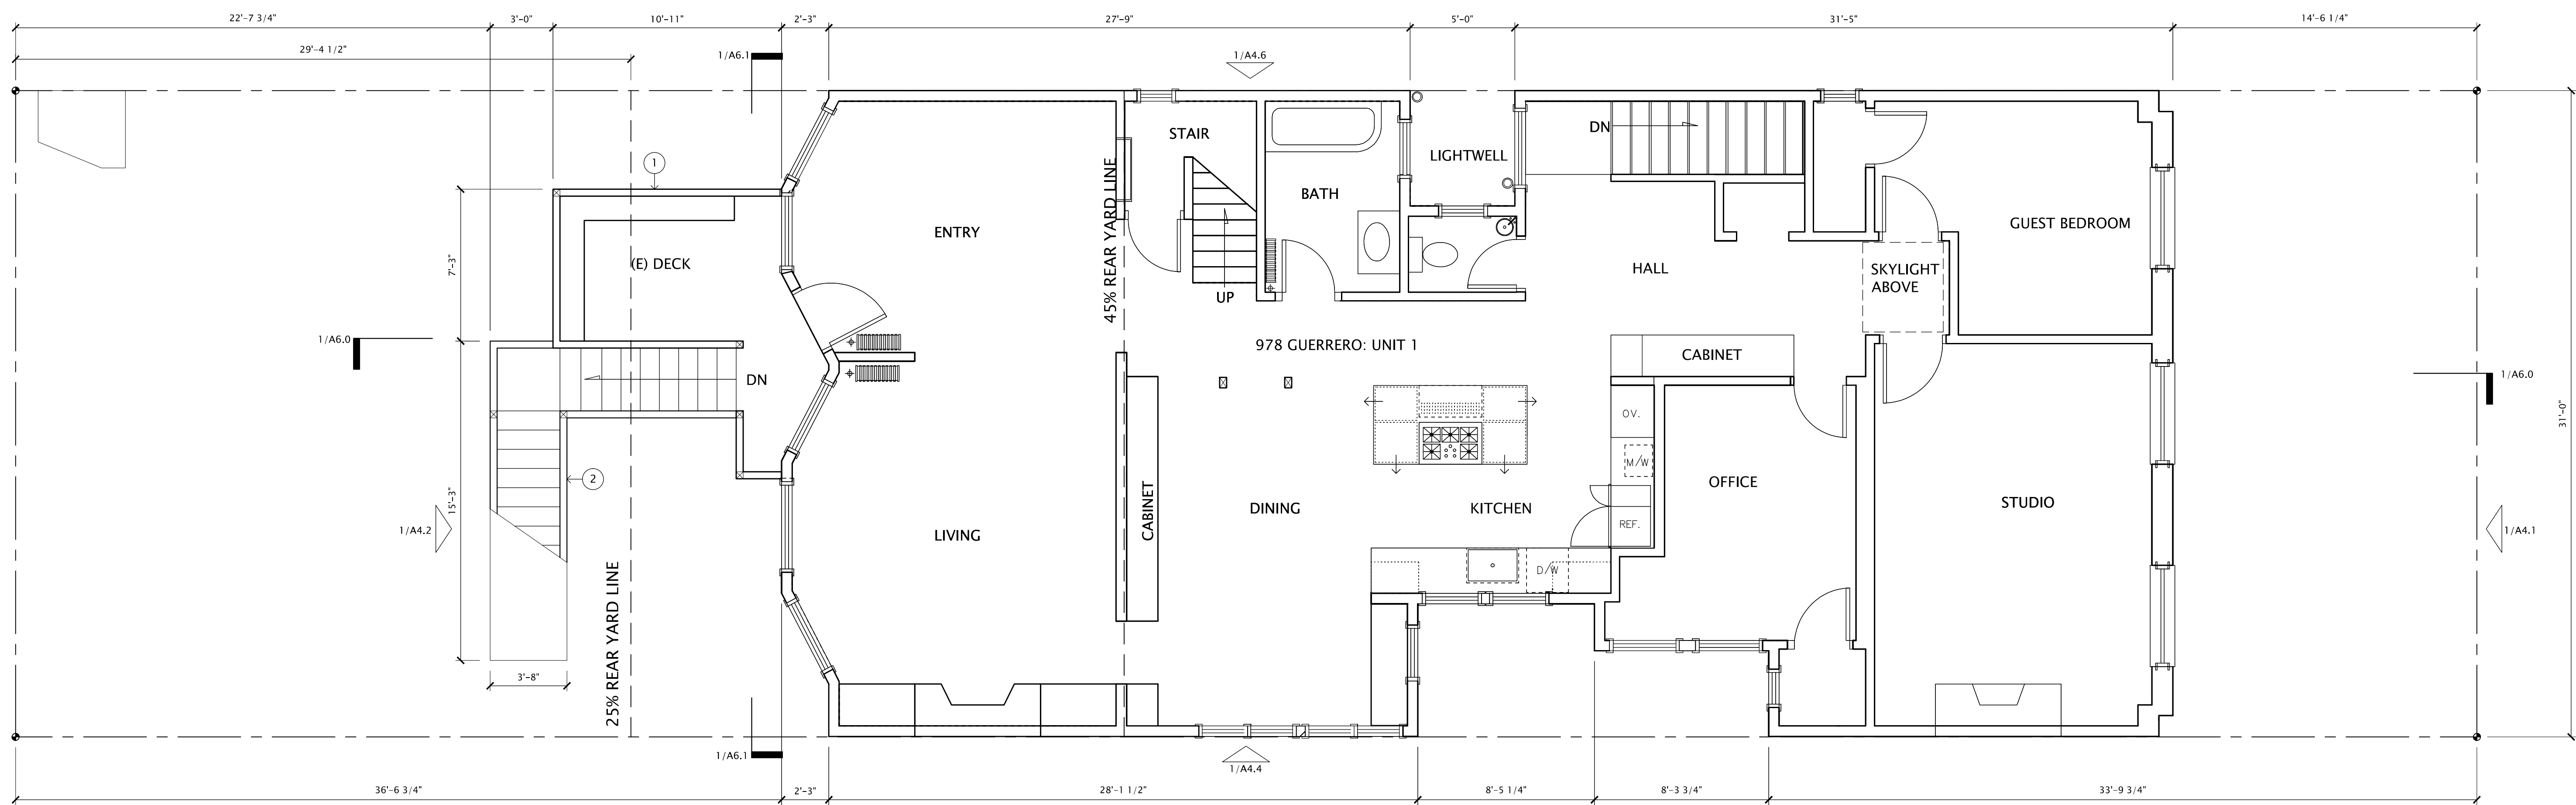 22'-7 3/4"
3'-0"
10'-11"
2'-3"
27'-9"
5'-0"
31'-5"
14'-6 1/4"
29'-4 1/2"
1/A6.1
1/A4.6
STAIR
DN
LIGHTWELL
1
BATH
45% REAR YARD LINE
ENTRY
GUEST BEDROOM
7'-3"
(E) DECK
HALL
SKYLIGHT
ABOVE
UP
1/A6.0
978 GUERRERO: UNIT 1
CABINET
DN
1/A6.0
OV.
31'-0"
M/W
2
OFFICE
15'-3"
STUDIO
CABINET
DINING
KITCHEN
1/A4.2
REF.
1/A4.1
LIVING
D/W
25% REAR YARD LINE
3'-8"
1/A6.1
1/A4.4
36'-6 3/4"
2'-3"
28'-1 1/2"
8'-5 1/4"
8'-3 3/4"
33'-9 3/4"